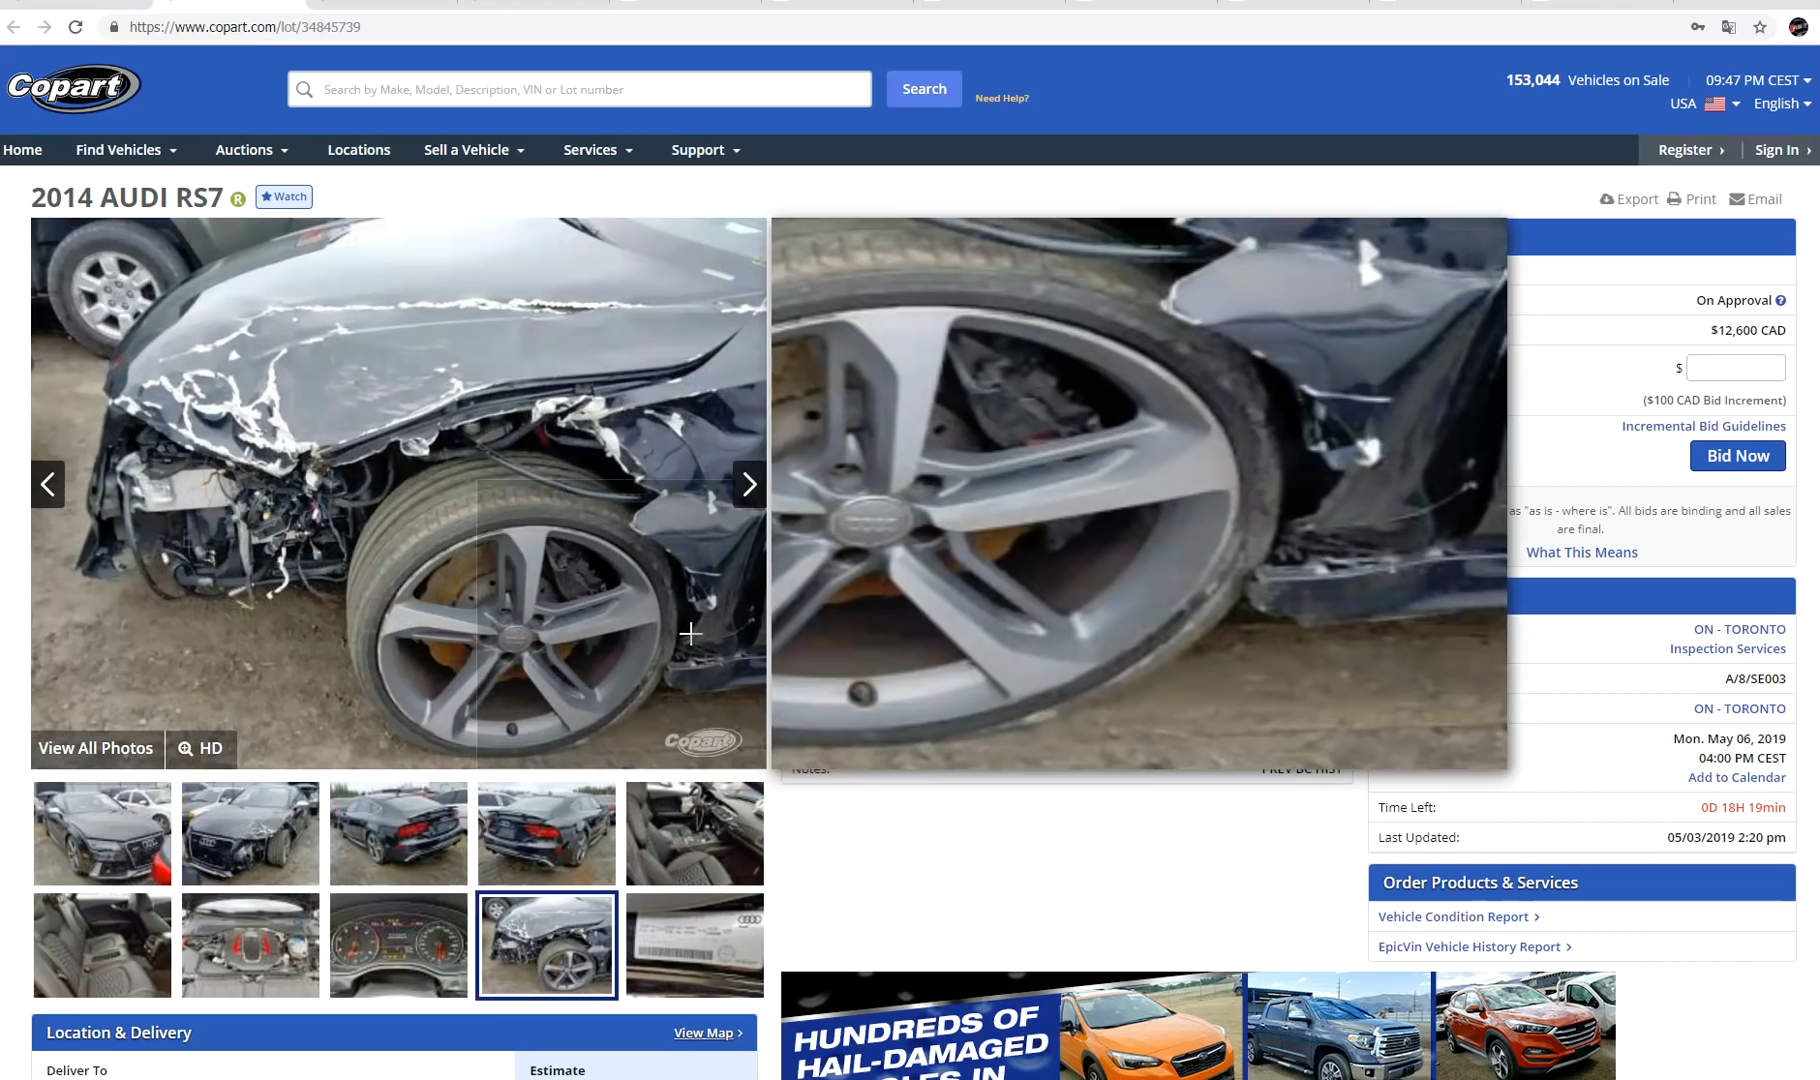 https://www.copart.com/lot/34845739
Copart
Search by Make, Model, Description, VIN or Lot number
Search
Need Help?
153,044 Vehicles on Sale
09:47 PM CEST
USA
English
Home
Find Vehicles
Auctions
Locations
Sell a Vehicle
Services
Support
Register
Sign In
2014 AUDI RS7
R
Watch
Export
Print
Email
On Approval
$12,600 CAD
$
($100 CAD Bid Increment)
Incremental Bid Guidelines
Bid Now
as "as is - where is". All bids are binding and all sales
are final.
What This Means
ON - TORONTO
Inspection Services
A/8/SE003
ON - TORONTO
Mon. May 06, 2019
04:00 PM CEST
Add to Calendar
Time Left: 0D 18H 19min
Last Updated: 05/03/2019 2:20 pm
View All Photos
HD
Copart
Notes: PREV BC HIST
Order Products & Services
Vehicle Condition Report
EpicVin Vehicle History Report
Location & Delivery
View Map
Deliver To
Estimate
HUNDREDS OF
HAIL-DAMAGED